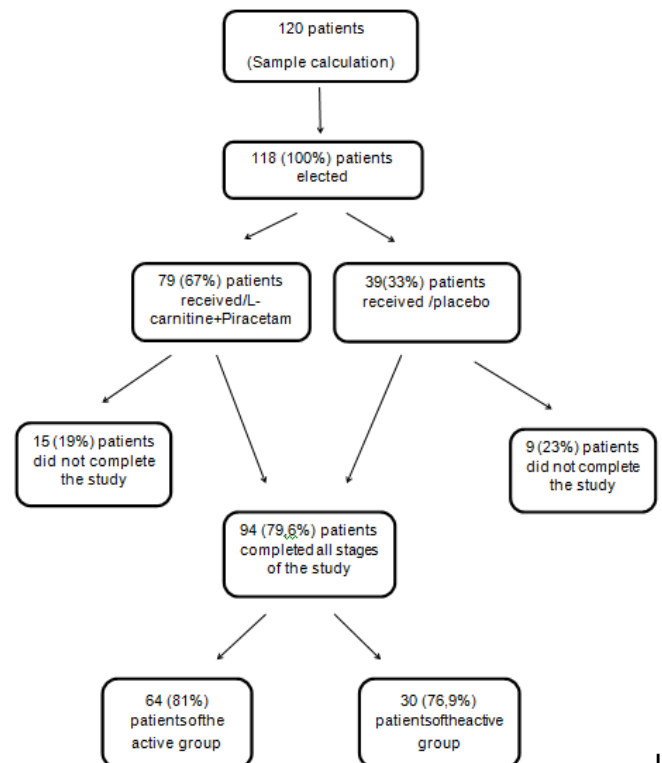 120 patients
(Sample calculation)
118 (100%) patients
elected
79 (67%) patients
received/L-
carnitine+Piracetam
39(33%) patients
received /placebo
15 (19%) patients
did not complete
the study
9 (23%) patients
did not complete
the study
94 (79,6%) patients
completed all stages
of the study
64 (81%)
patientsofthe
active group
30 (76,9%)
patientsoftheactive
group